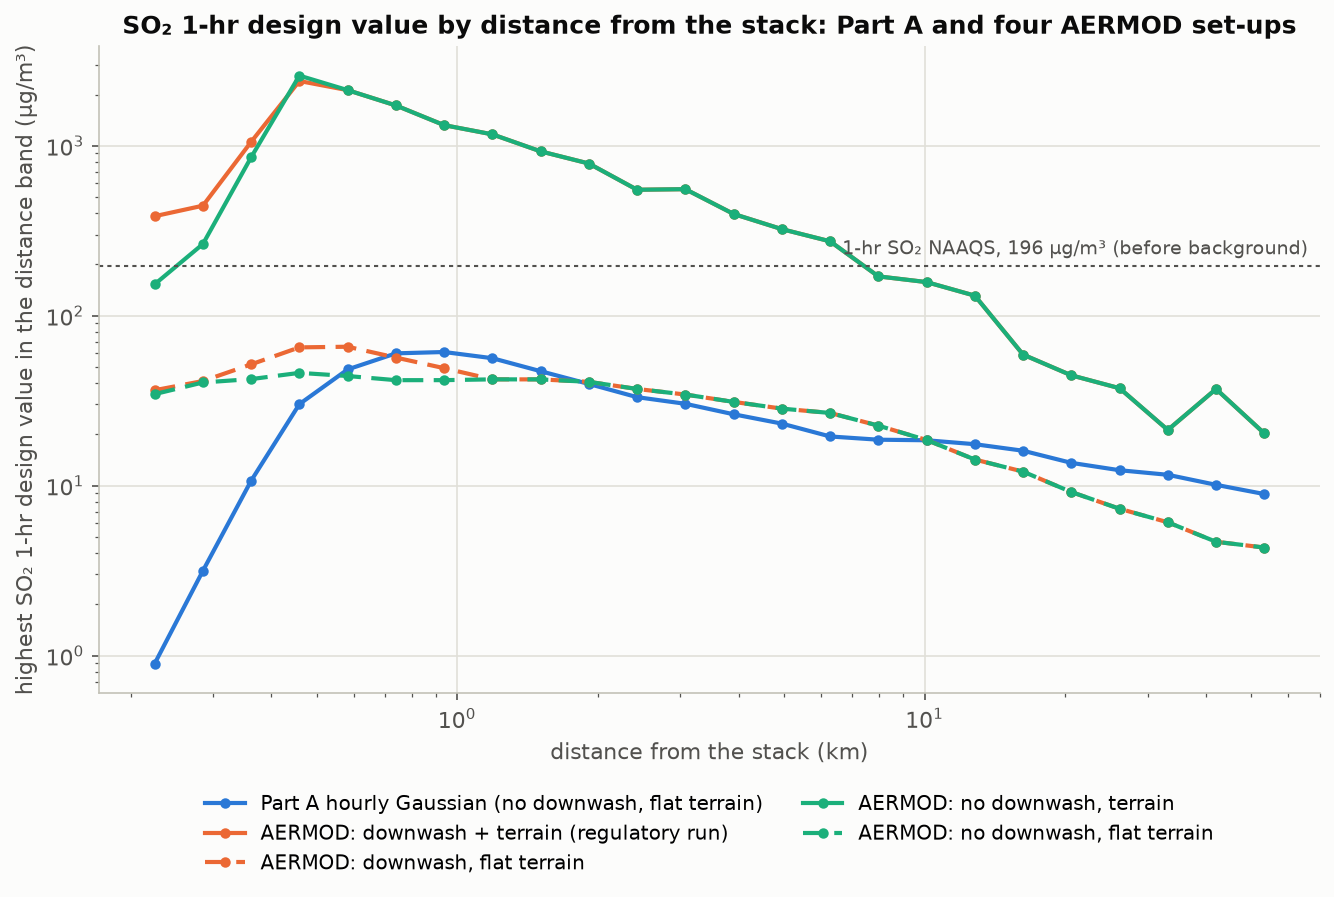 SO₂ 1-hr design value by distance from the stack: Part A and four AERMOD set-ups
highest SO₂ 1-hr design value in the distance band (µg/m³)
10³
10²
10¹
10⁰
1-hr SO₂ NAAQS, 196 µg/m³ (before background)
10⁰
10¹
distance from the stack (km)
Part A hourly Gaussian (no downwash, flat terrain)
AERMOD: downwash + terrain (regulatory run)
AERMOD: downwash, flat terrain
AERMOD: no downwash, terrain
AERMOD: no downwash, flat terrain